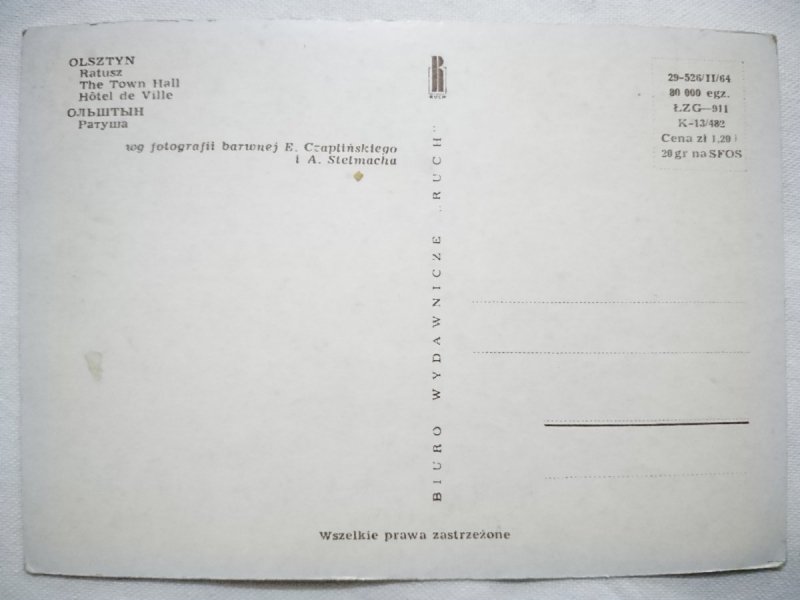 OLSZTYN
Ratusz
The Town Hall
Hôtel de Ville
ОЛЬШТЫН
Ратуша
wg fotografii barwnej E. Czaplińskiego
i A. Stelmacha
RUCH
BIURO WYDAWNICZE „RUCH”
29-526/II/64
80 000 egz.
ŁZG—911
K-13/482
Cena zł 1,20 i
20 gr na SFOS
Wszelkie prawa zastrzeżone